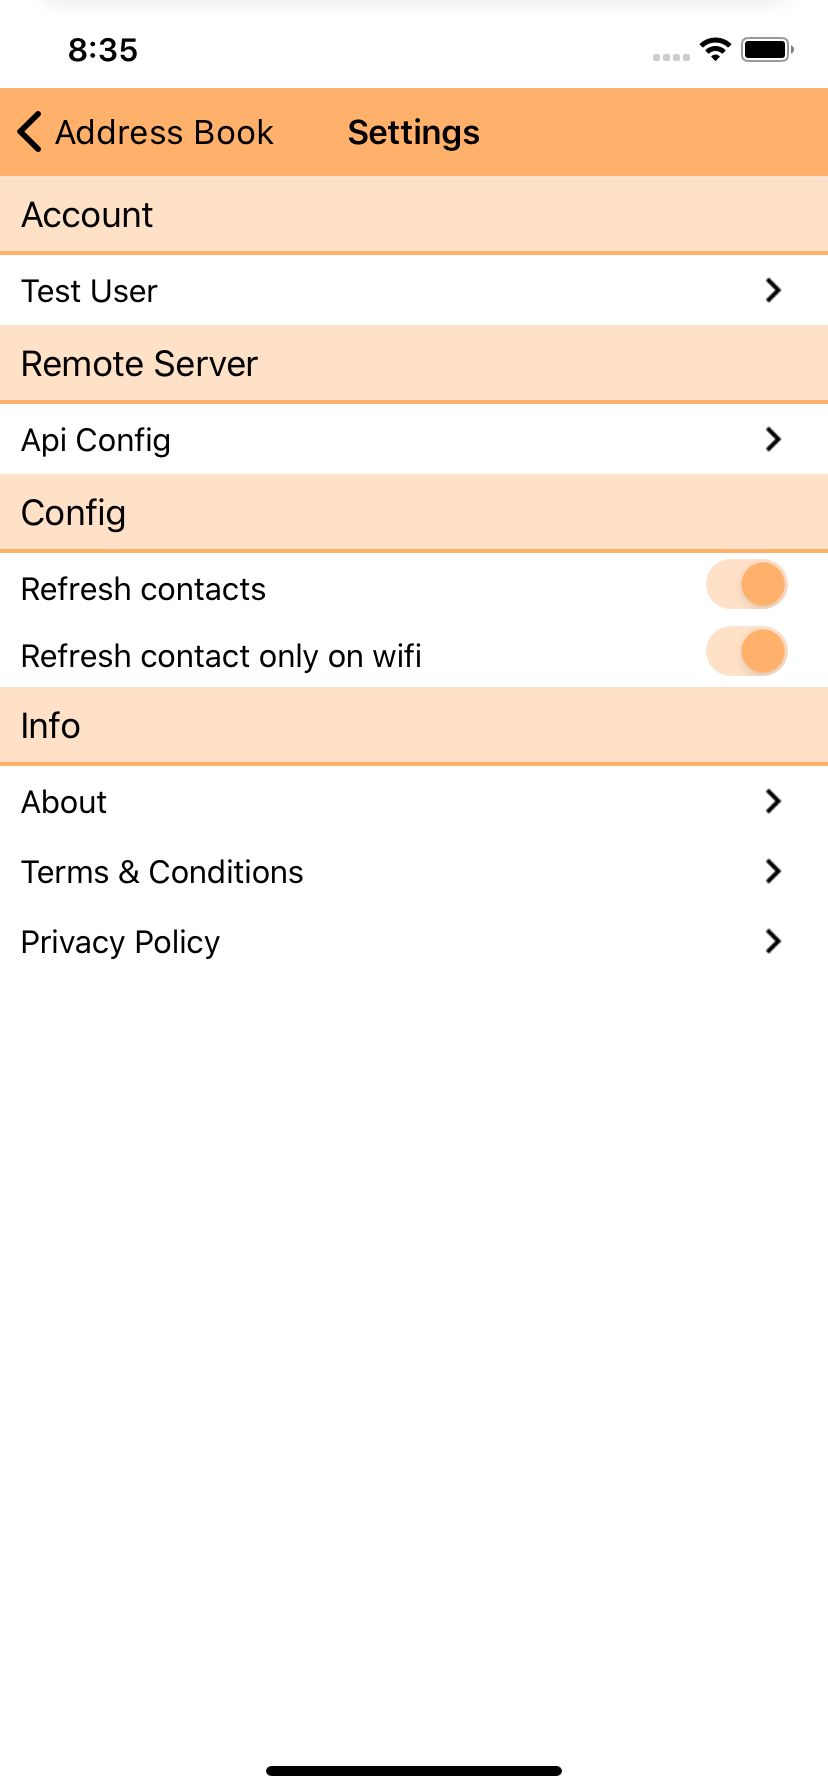 8:35
Address Book Settings
Account
Test User
Remote Server
Api Config
Config
Refresh contacts
Refresh contact only on wifi
Info
About
Terms & Conditions
Privacy Policy